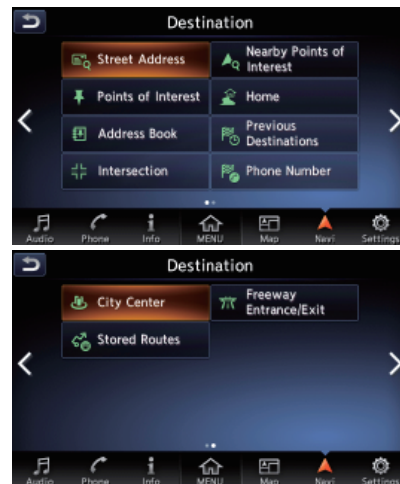 Destination
Street Address
Nearby Points of
Interest
Points of Interest
Home
Address Book
Previous
Destinations
Intersection
Phone Number
Audio Phone Info MENU Map Navi Settings
Destination
City Center
Freeway
Entrance/Exit
Stored Routes
Audio Phone Info MENU Map Navi Settings